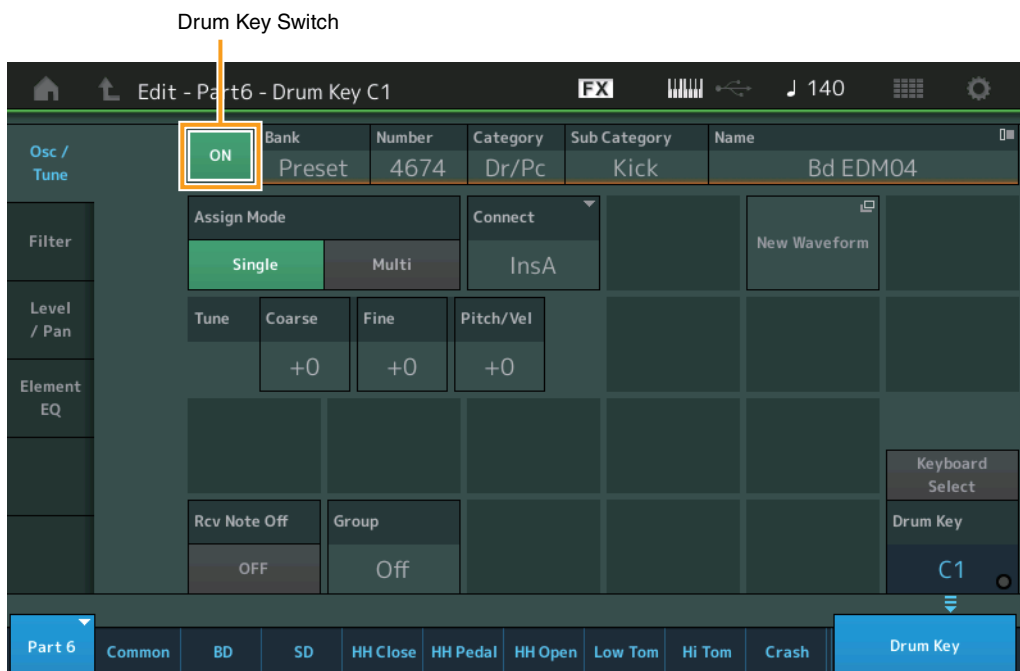 Drum Key Switch
Edit - Part6 - Drum Key C1
FX
♩ 140
Osc /
Tune
Filter
Level
/ Pan
Element
EQ
ON
Bank
Preset
Number
4674
Category
Dr/Pc
Sub Category
Kick
Name
Bd EDM04
Assign Mode
Single
Multi
Connect
InsA
New Waveform
Tune
Coarse
+0
Fine
+0
Pitch/Vel
+0
Rcv Note Off
OFF
Group
Off
Keyboard
Select
Drum Key
C1
Part 6
Common
BD
SD
HH Close
HH Pedal
HH Open
Low Tom
Hi Tom
Crash
Drum Key